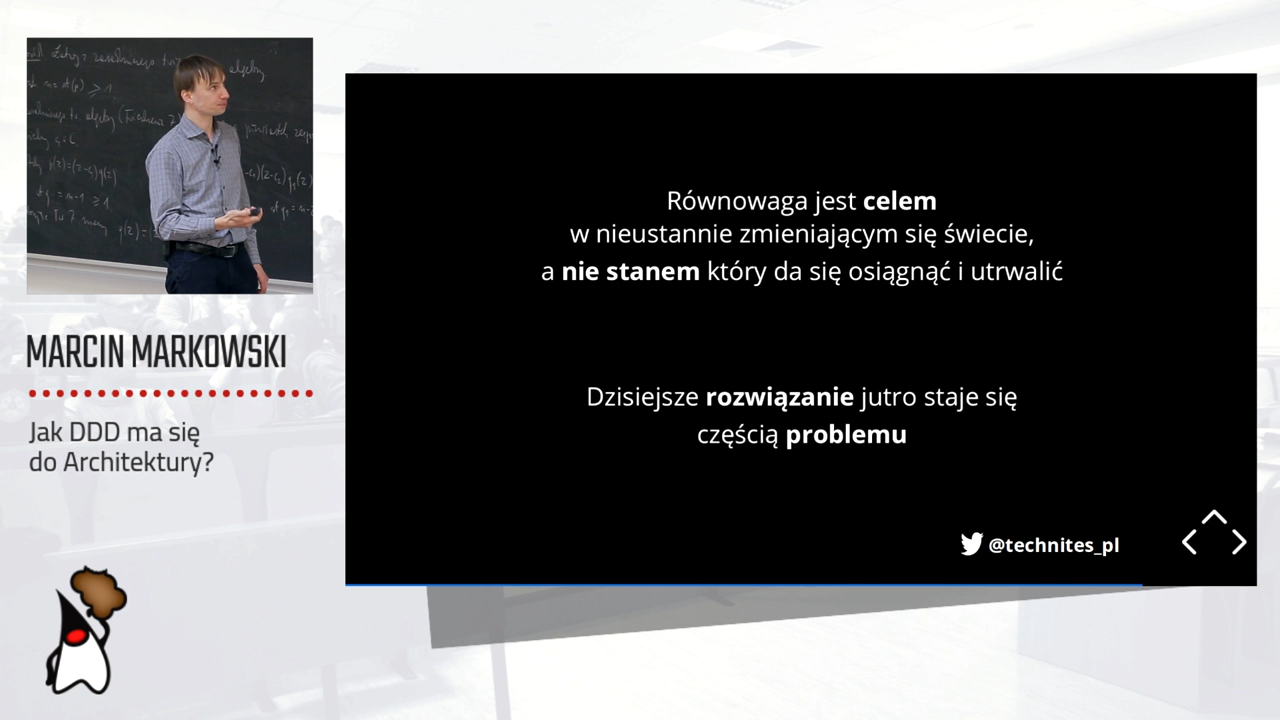 MARCIN MARKOWSKI
Jak DDD ma się
do Architektury?
Równowaga jest celem
w nieustannie zmieniającym się świecie,
a nie stanem który da się osiągnąć i utrwalić
Dzisiejsze rozwiązanie jutro staje się
częścią problemu
@technites_pl